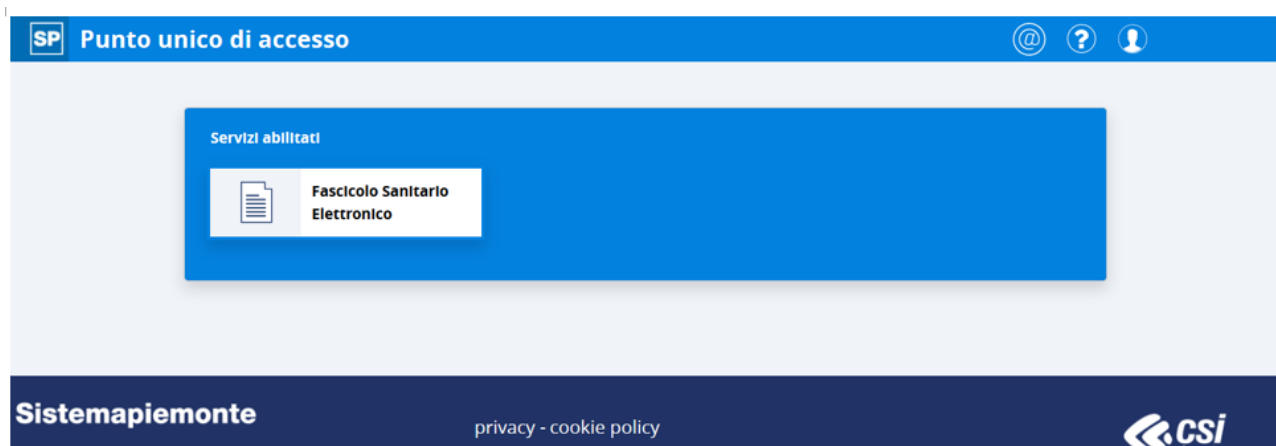 SP Punto unico di accesso @ ?
Servizi abilitati
Fascicolo Sanitario
Elettronico
Sistemapiemonte
privacy - cookie policy
csi